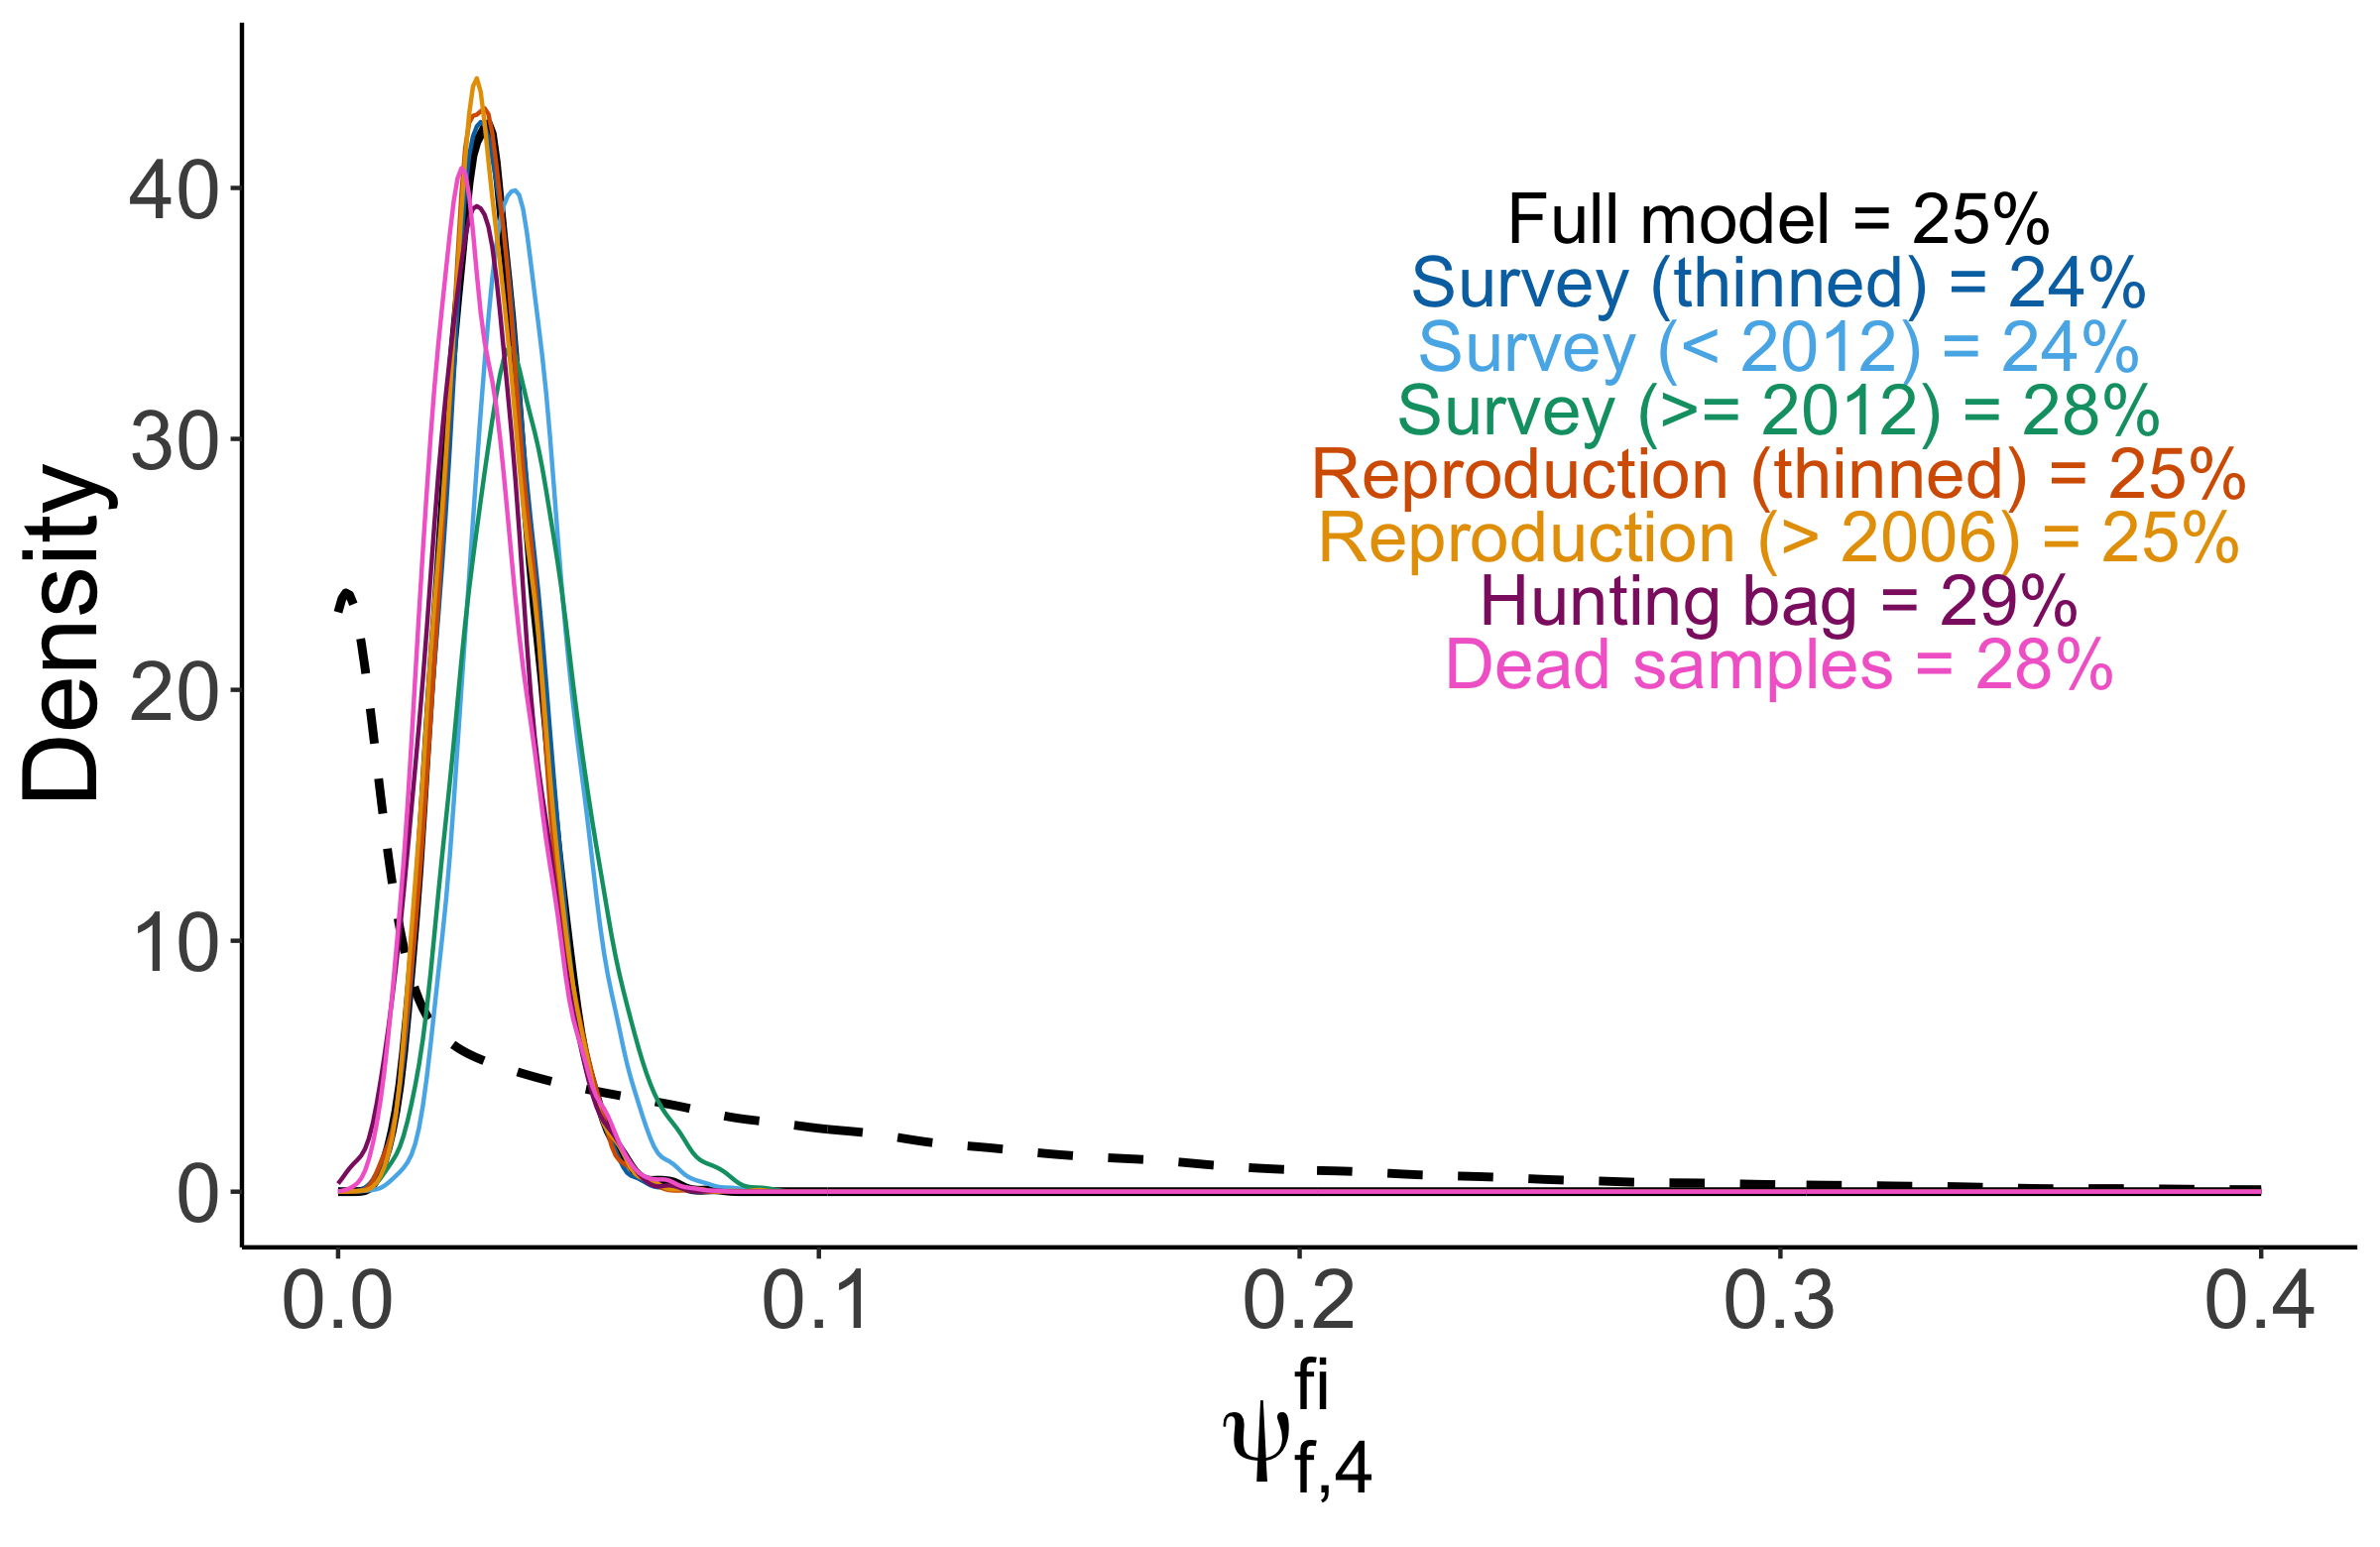 Density
40
30
20
10
0
Full model = 25%
Survey (thinned) = 24%
Survey (< 2012) = 24%
Survey (>= 2012) = 28%
Reproduction (thinned) = 25%
Reproduction (> 2006) = 25%
Hunting bag = 29%
Dead samples = 28%
0.0 0.1 0.2 0.3 0.4
ψ fi f,4